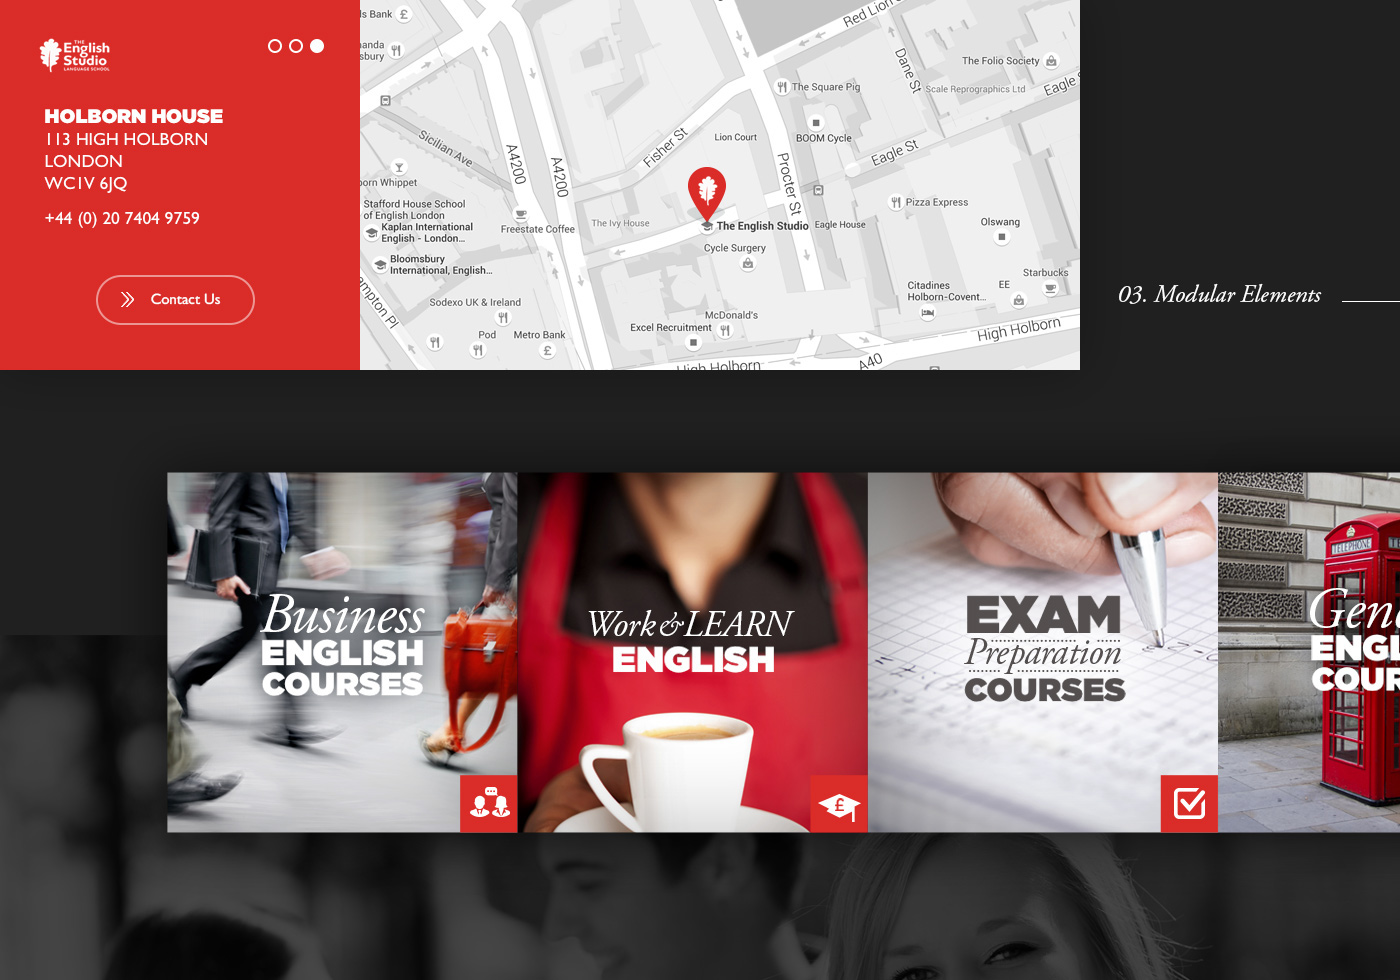 THE
English
Studio
LANGUAGE SCHOOL
HOLBORN HOUSE
113 HIGH HOLBORN
LONDON
WC1V 6JQ
+44 (0) 20 7404 9759
Contact Us
ls Bank
anda
sbury
Red Lion S
Dane St
The Folio Society
Scale Reprographics Ltd
Eagle S
The Square Pig
BOOM Cycle
Lion Court
Fisher St
Sicilian Ave
A4200
A4200
Eagle St
Procter St
orn Whippet
Stafford House School
of English London
Kaplan International
English - London...
Bloomsbury
International, English...
Freestate Coffee
The Ivy House
The English Studio
Eagle House
Cycle Surgery
Pizza Express
Olswang
Starbucks
EE
Citadines
Holborn-Covent...
ampton Pl
Sodexo UK & Ireland
McDonald's
Excel Recruitment
Pod
Metro Bank
High Holborn
A40
High Holborn
03. Modular Elements
Business
ENGLISH
COURSES
Work & LEARN
ENGLISH
£
EXAM
Preparation
COURSES
TELEPHONE
Gene
ENGL
COUR